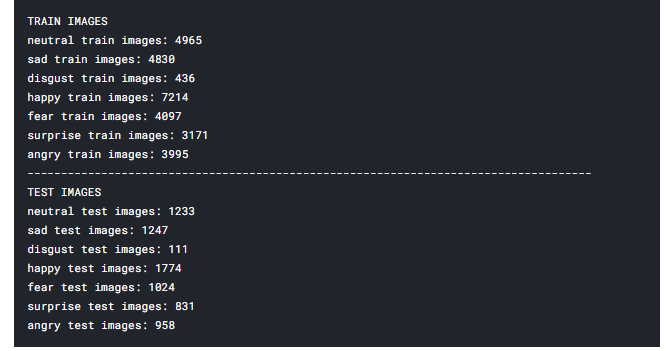 TRAIN IMAGES
neutral train images: 4965
sad train images: 4830
disgust train images: 436
happy train images: 7214
fear train images: 4097
surprise train images: 3171
angry train images: 3995
------------------------------------------------------------------------------------
TEST IMAGES
neutral test images: 1233
sad test images: 1247
disgust test images: 111
happy test images: 1774
fear test images: 1024
surprise test images: 831
angry test images: 958